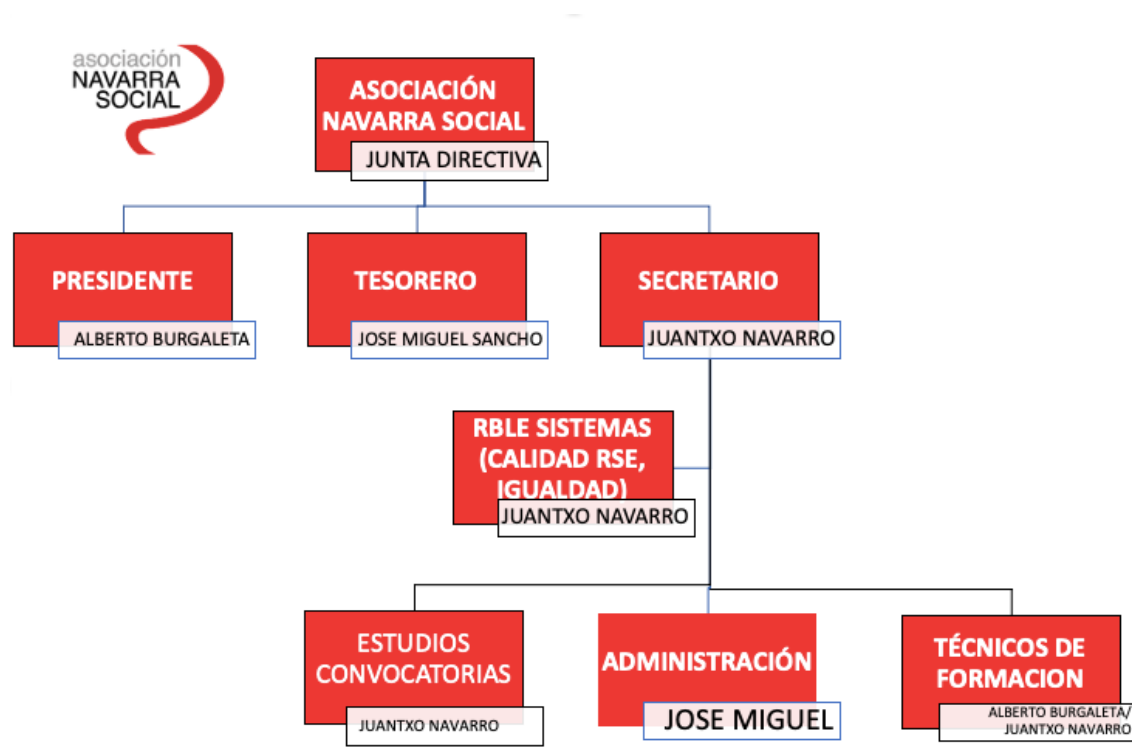 asociación
NAVARRA
SOCIAL
ASOCIACIÓN
NAVARRA SOCIAL
JUNTA DIRECTIVA
PRESIDENTE
ALBERTO BURGALETA
TESORERO
JOSE MIGUEL SANCHO
SECRETARIO
JUANTXO NAVARRO
RBLE SISTEMAS
(CALIDAD RSE,
IGUALDAD)
JUANTXO NAVARRO
ESTUDIOS
CONVOCATORIAS
JUANTXO NAVARRO
ADMINISTRACIÓN
JOSE MIGUEL
TÉCNICOS DE
FORMACION
ALBERTO BURGALETA/
JUANTXO NAVARRO